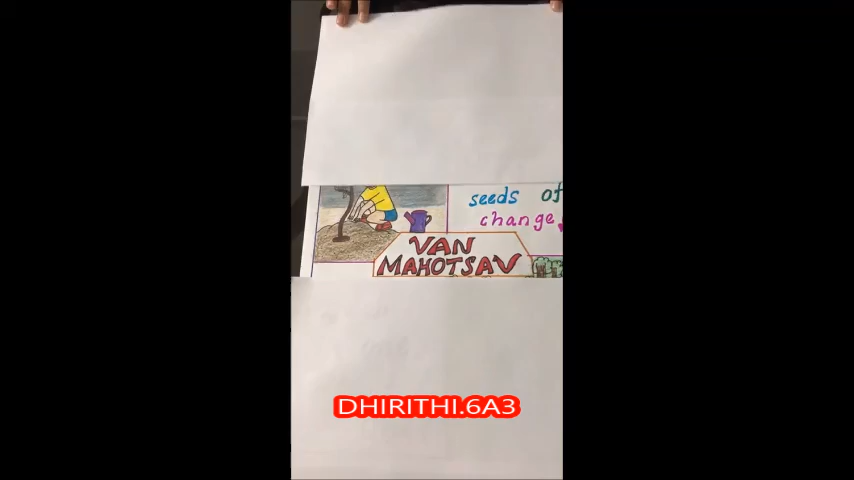 seeds of
change,
VAN
MAHOTSAV
DHIRITHI.6A3